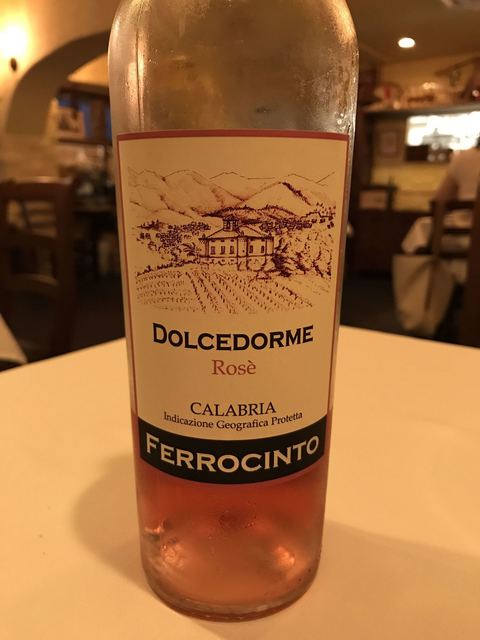 DOLCEDORME
Rosè
CALABRIA
Indicazione Geografica Protetta
FERROCINTO